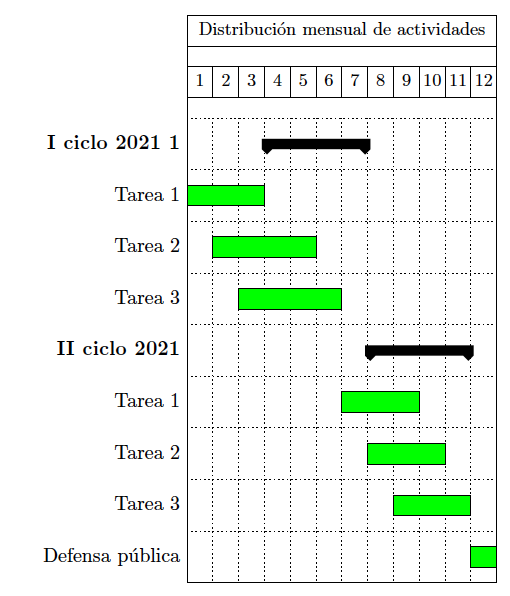 Distribución mensual de actividades
1 2 3 4 5 6 7 8 9 10 11 12
I ciclo 2021 1
Tarea 1
Tarea 2
Tarea 3
II ciclo 2021
Tarea 1
Tarea 2
Tarea 3
Defensa pública